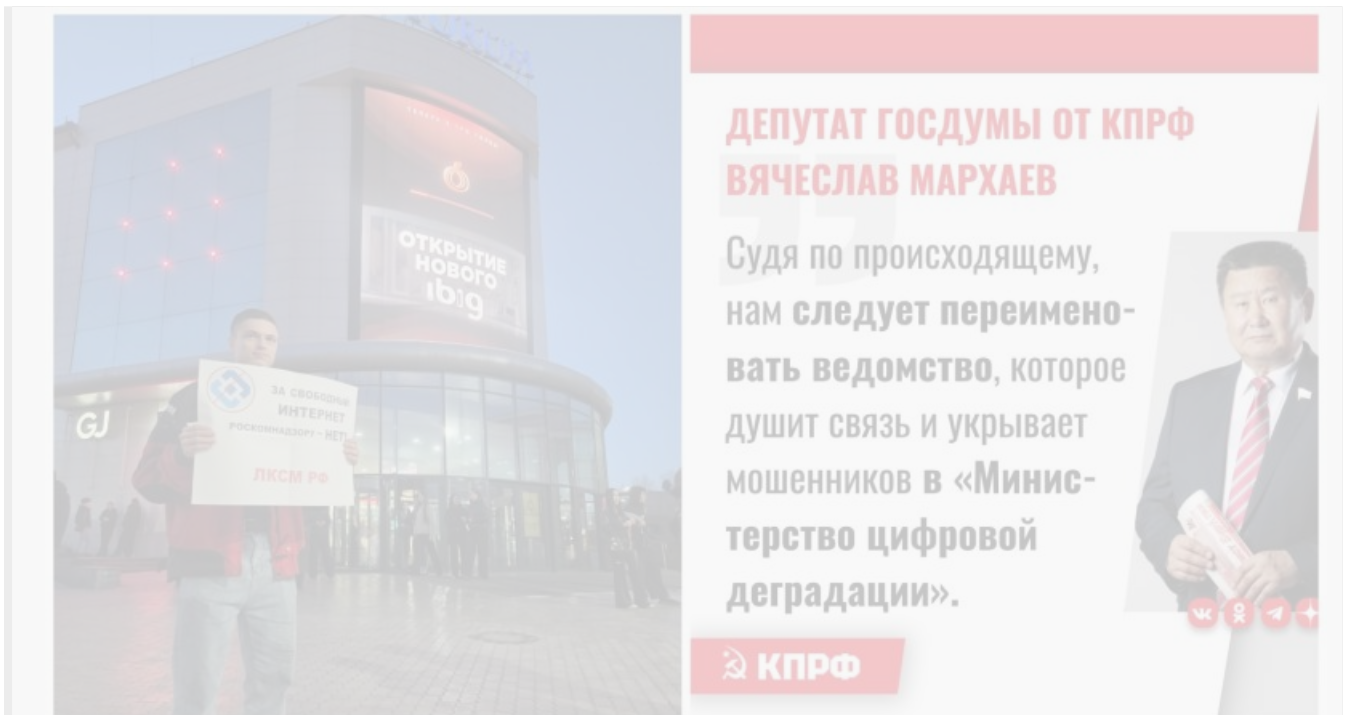 ОТКРЫТИЕ
НОВОГО
ibig
GJ
ЗА СВОБОДНЫЙ
ИНТЕРНЕТ
РОСКОМНАДЗОРУ - НЕТ!
ЛКСМ РФ
ДЕПУТАТ ГОСДУМЫ ОТ КПРФ
ВЯЧЕСЛАВ МАРХАЕВ
Судя по происходящему,
нам следует переимено-
вать ведомство, которое
душит связь и укрывает
мошенников в «Минис-
терство цифровой
деградации».
КПРФ